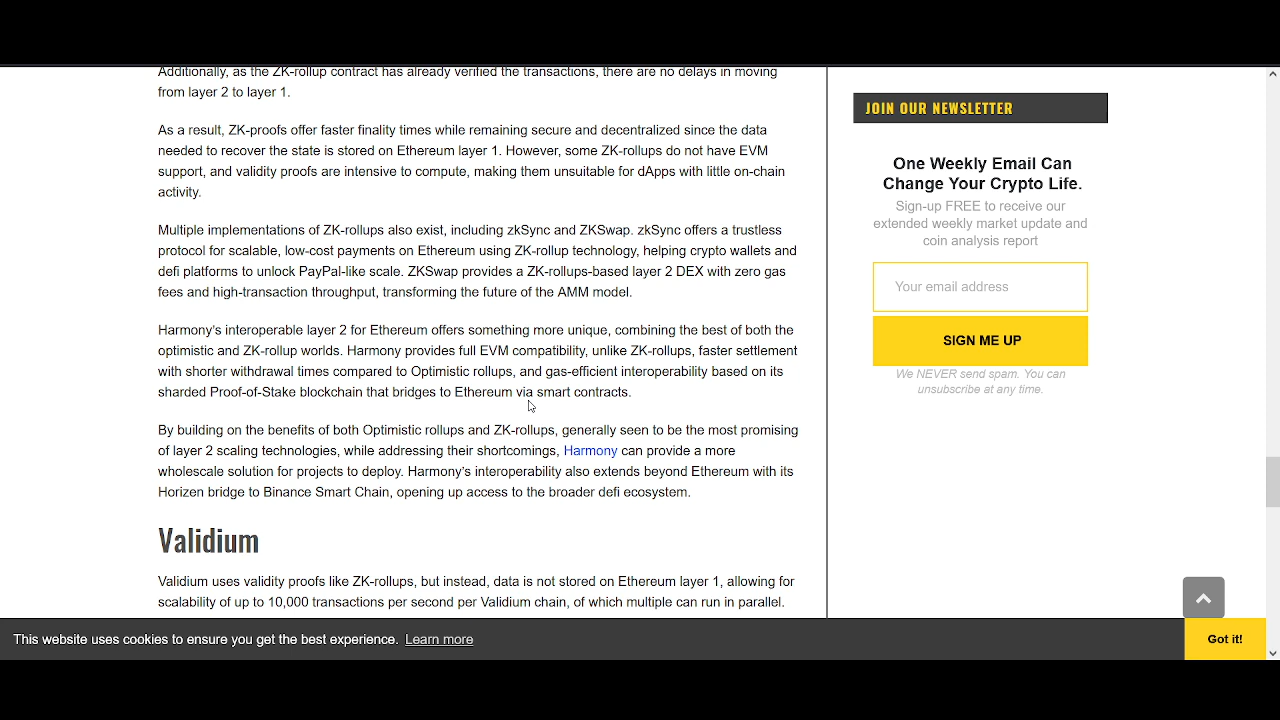 Additionally, as the ZK-rollup contract has already verified the transactions, there are no delays in moving
from layer 2 to layer 1.
As a result, ZK-proofs offer faster finality times while remaining secure and decentralized since the data
needed to recover the state is stored on Ethereum layer 1. However, some ZK-rollups do not have EVM
support, and validity proofs are intensive to compute, making them unsuitable for dApps with little on-chain
activity.
Multiple implementations of ZK-rollups also exist, including zkSync and ZKSwap. zkSync offers a trustless
protocol for scalable, low-cost payments on Ethereum using ZK-rollup technology, helping crypto wallets and
defi platforms to unlock PayPal-like scale. ZKSwap provides a ZK-rollups-based layer 2 DEX with zero gas
fees and high-transaction throughput, transforming the future of the AMM model.
Harmony's interoperable layer 2 for Ethereum offers something more unique, combining the best of both the
optimistic and ZK-rollup worlds. Harmony provides full EVM compatibility, unlike ZK-rollups, faster settlement
with shorter withdrawal times compared to Optimistic rollups, and gas-efficient interoperability based on its
sharded Proof-of-Stake blockchain that bridges to Ethereum via smart contracts.
By building on the benefits of both Optimistic rollups and ZK-rollups, generally seen to be the most promising
of layer 2 scaling technologies, while addressing their shortcomings, Harmony can provide a more
wholescale solution for projects to deploy. Harmony's interoperability also extends beyond Ethereum with its
Horizen bridge to Binance Smart Chain, opening up access to the broader defi ecosystem.
Validium
Validium uses validity proofs like ZK-rollups, but instead, data is not stored on Ethereum layer 1, allowing for
scalability of up to 10,000 transactions per second per Validium chain, of which multiple can run in parallel.
JOIN OUR NEWSLETTER
One Weekly Email Can
Change Your Crypto Life.
Sign-up FREE to receive our
extended weekly market update and
coin analysis report
Your email address
SIGN ME UP
We NEVER send spam. You can
unsubscribe at any time.
This website uses cookies to ensure you get the best experience. Learn more
Got it!